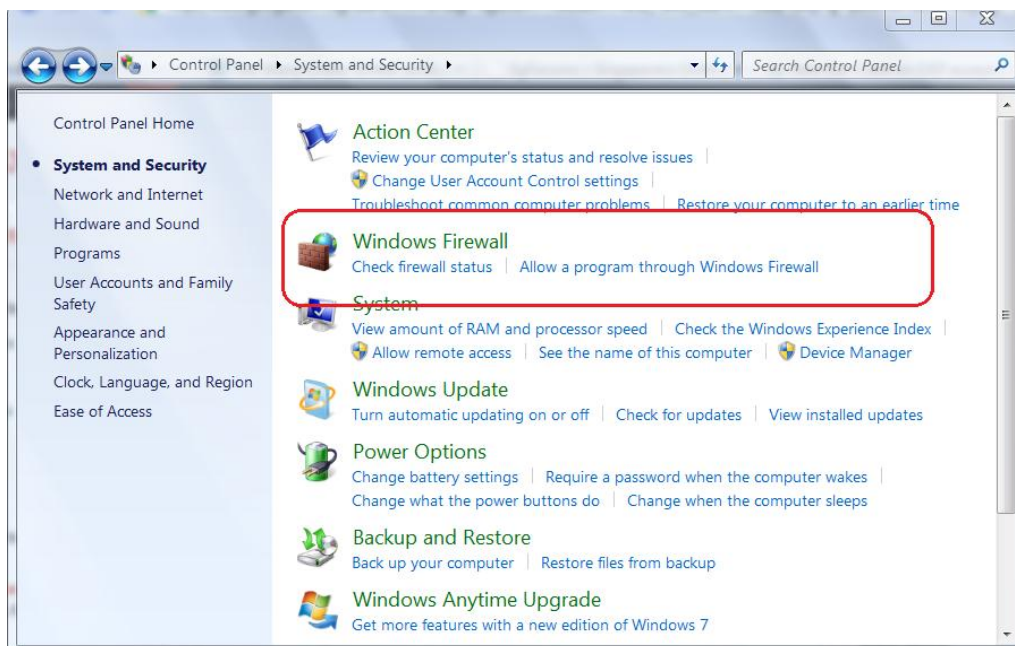 Control Panel System and Security
Search Control Panel
Control Panel Home
System and Security
Network and Internet
Hardware and Sound
Programs
User Accounts and Family
Safety
Appearance and
Personalization
Clock, Language, and Region
Ease of Access
Action Center
Review your computer's status and resolve issues
Change User Account Control settings
Troubleshoot common computer problems Restore your computer to an earlier time
Windows Firewall
Check firewall status Allow a program through Windows Firewall
System
View amount of RAM and processor speed Check the Windows Experience Index
Allow remote access See the name of this computer Device Manager
Windows Update
Turn automatic updating on or off Check for updates View installed updates
Power Options
Change battery settings Require a password when the computer wakes
Change what the power buttons do Change when the computer sleeps
Backup and Restore
Back up your computer Restore files from backup
Windows Anytime Upgrade
Get more features with a new edition of Windows 7